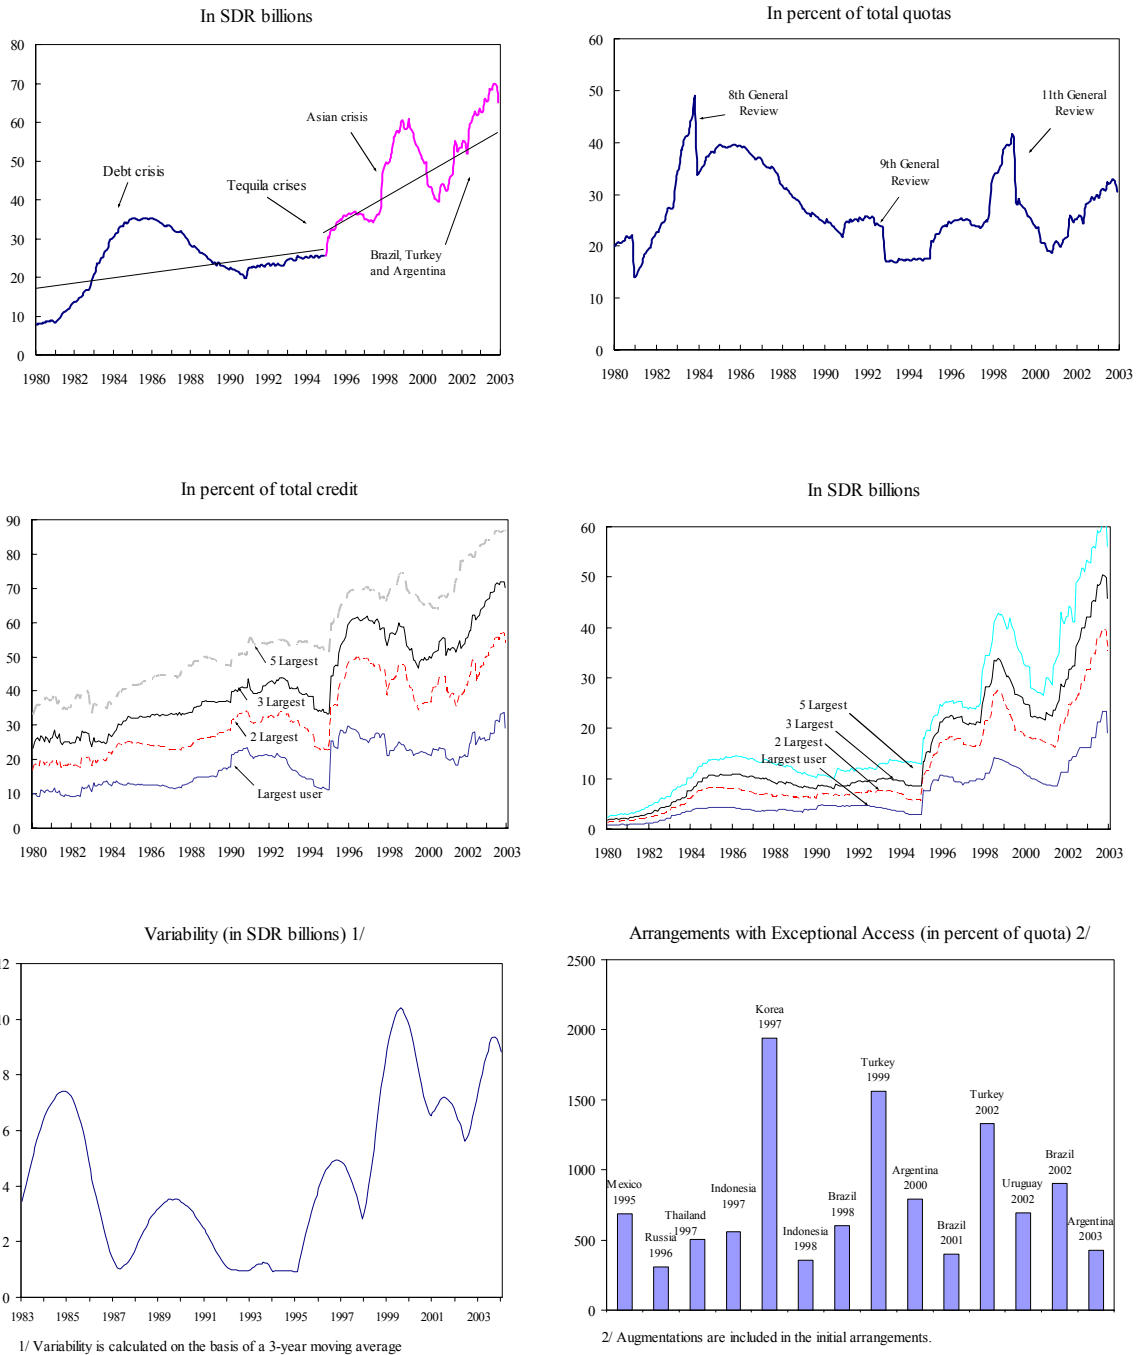 In SDR billions
80
70
60
50
40
30
20
10
0
Asian crisis
Debt crisis
Tequila crises
Brazil, Turkey
and Argentina
1980 1982 1984 1986 1988 1990 1992 1994 1996 1998 2000 2002 2003
In percent of total quotas
60
50
40
30
20
10
0
8th General
Review
11th General
Review
9th General
Review
1980 1982 1984 1986 1988 1990 1992 1994 1996 1998 2000 2002 2003
In percent of total credit
90
80
70
60
50
40
30
20
10
0
5 Largest
3 Largest
2 Largest
Largest user
1980 1982 1984 1986 1988 1990 1992 1994 1996 1998 2000 2002 2003
In SDR billions
60
50
40
30
20
10
0
5 Largest
3 Largest
2 Largest
Largest user
1980 1982 1984 1986 1988 1990 1992 1994 1996 1998 2000 2002 2003
Variability (in SDR billions) 1/
12
10
8
6
4
2
0
1983 1985 1987 1989 1991 1993 1995 1997 1999 2001 2003
1/ Variability is calculated on the basis of a 3-year moving average
Arrangements with Exceptional Access (in percent of quota) 2/
2500
2000
1500
1000
500
0
Mexico
1995
Russia
1996
Thailand
1997
Indonesia
1997
Korea
1997
Indonesia
1998
Brazil
1998
Turkey
1999
Argentina
2000
Brazil
2001
Turkey
2002
Uruguay
2002
Brazil
2002
Argentina
2003
2/ Augmentations are included in the initial arrangements.